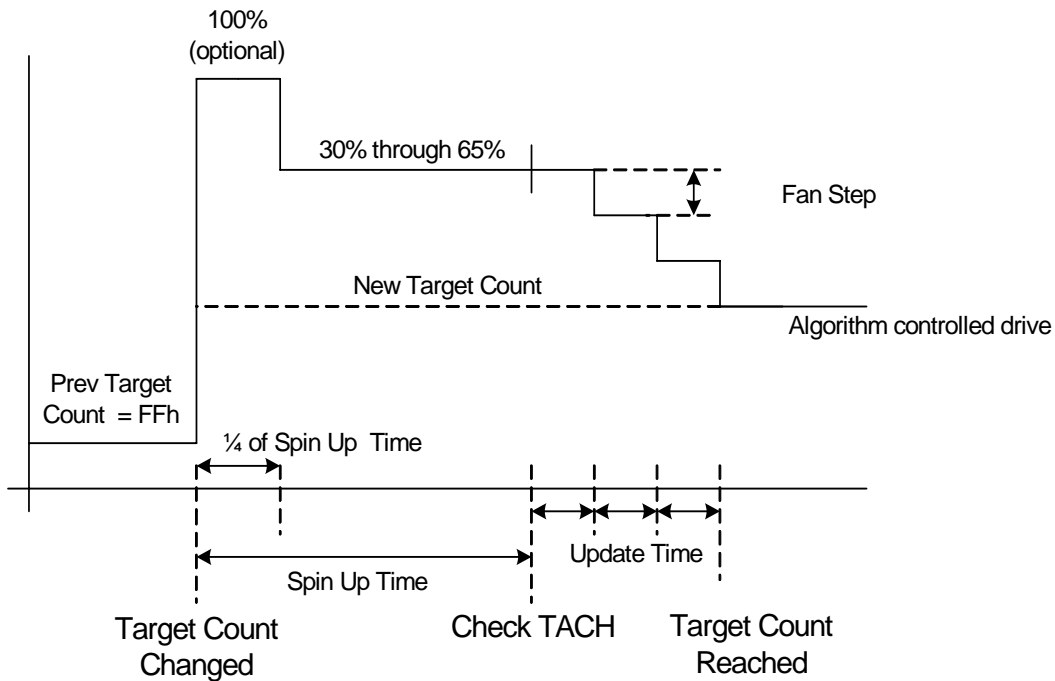 100%
(optional)
30% through 65%
Fan Step
New Target Count
Algorithm controlled drive
Prev Target
Count = FFh
¼ of Spin Up Time
Update Time
Spin Up Time
Target Count
Changed
Check TACH
Target Count
Reached